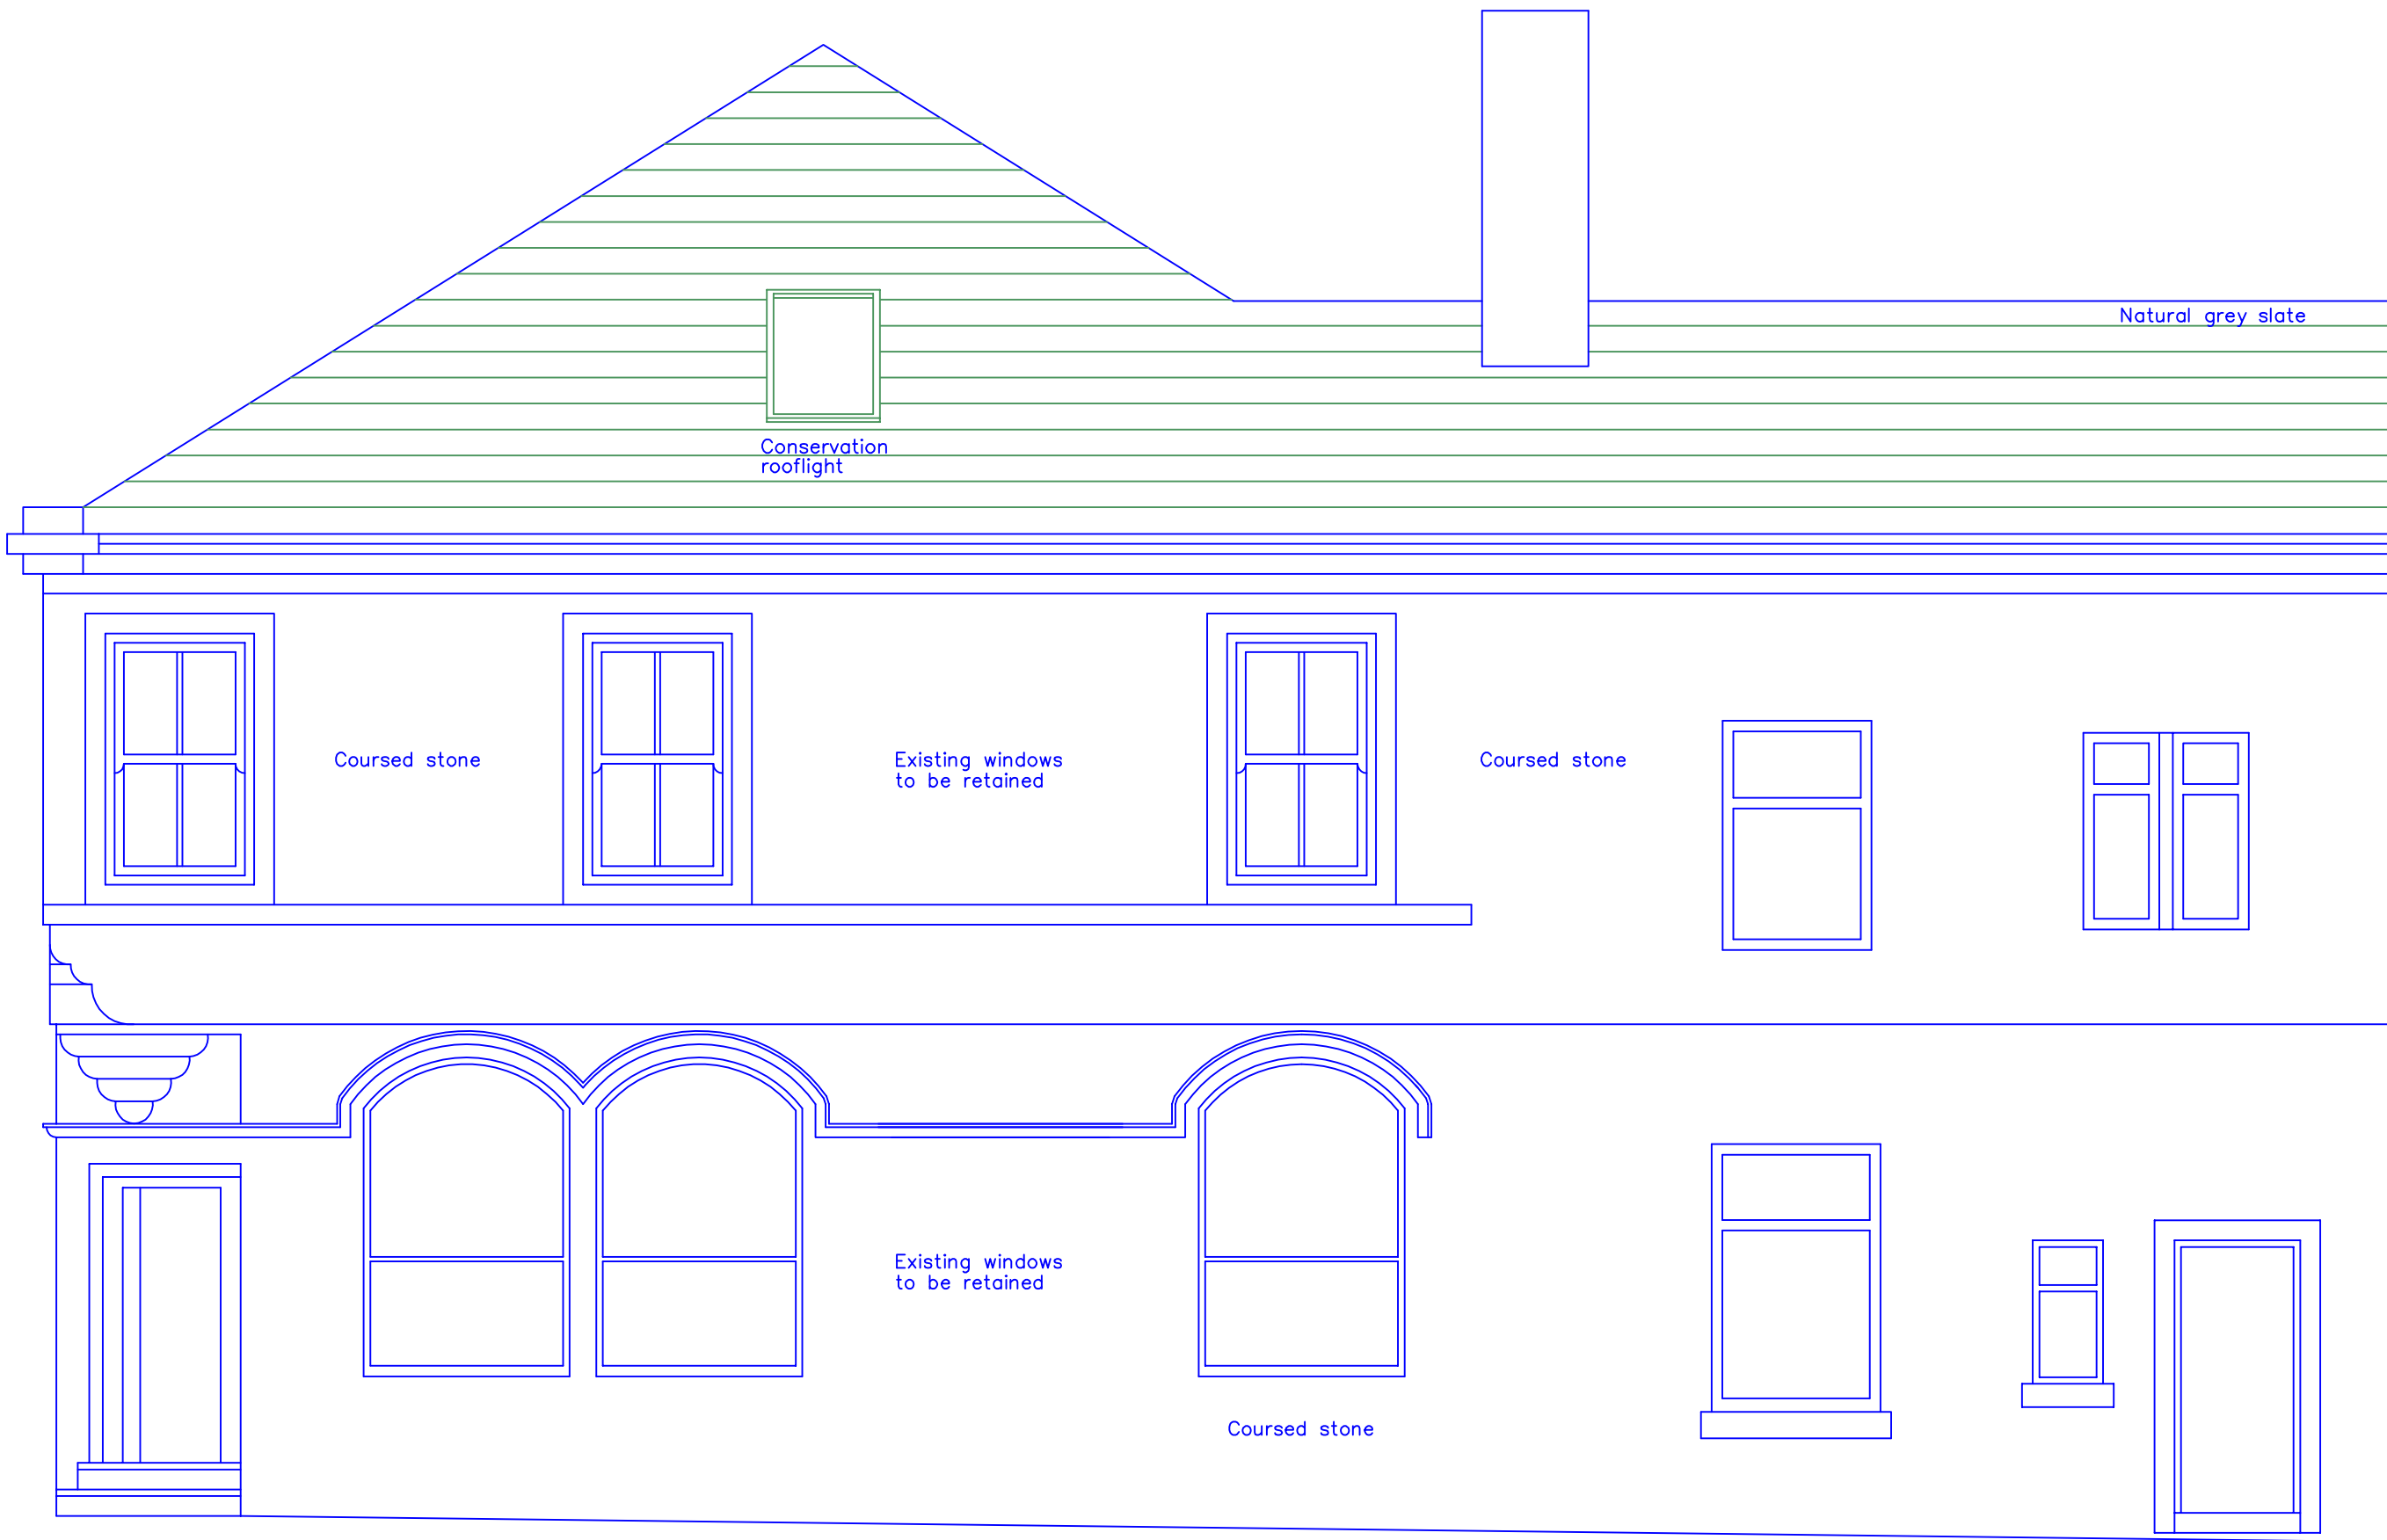 Natural grey slate
Conservation
rooflight
Coursed stone
Existing windows
to be retained
Coursed stone
Existing windows
to be retained
Coursed stone